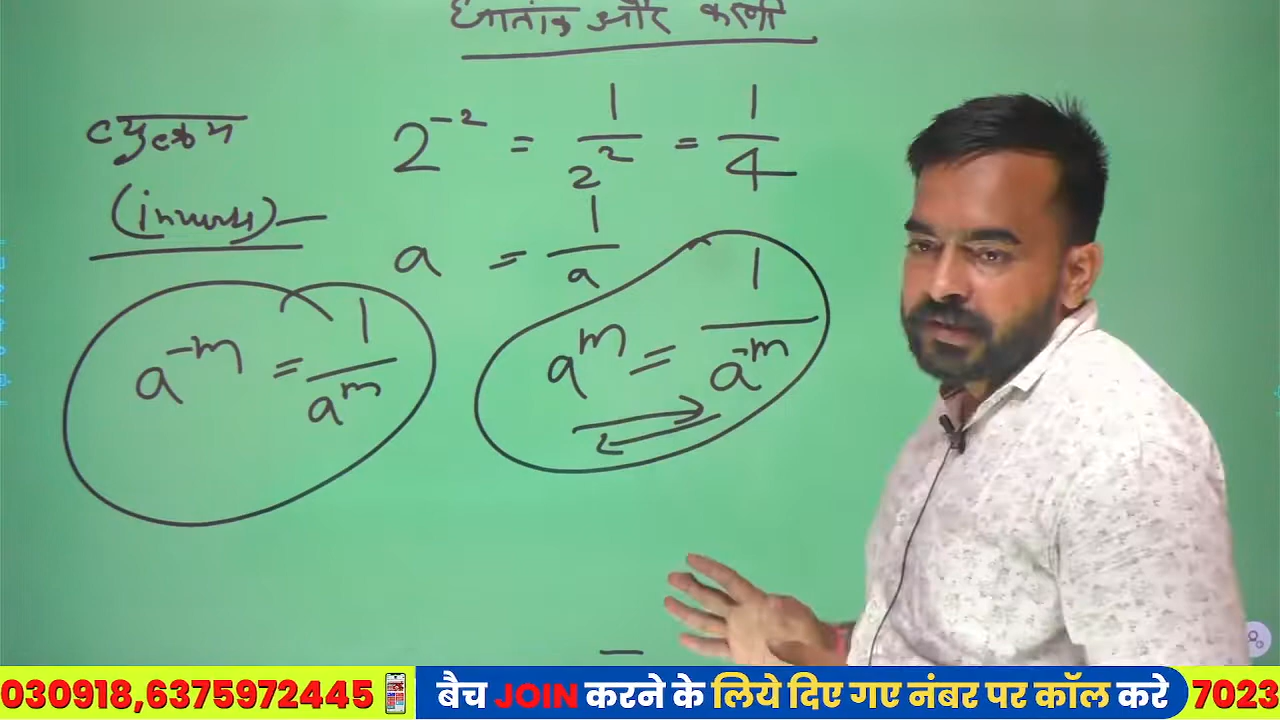 घातांक और करणी
व्युत्क्रम
2⁻² = 1/2² = 1/4
(inverse) –
a = 1/a
a⁻ᵐ = 1/aᵐ
aᵐ = 1/a⁻ᵐ
030918,6375972445 बैच JOIN करने के लिये दिए गए नंबर पर कॉल करे 7023